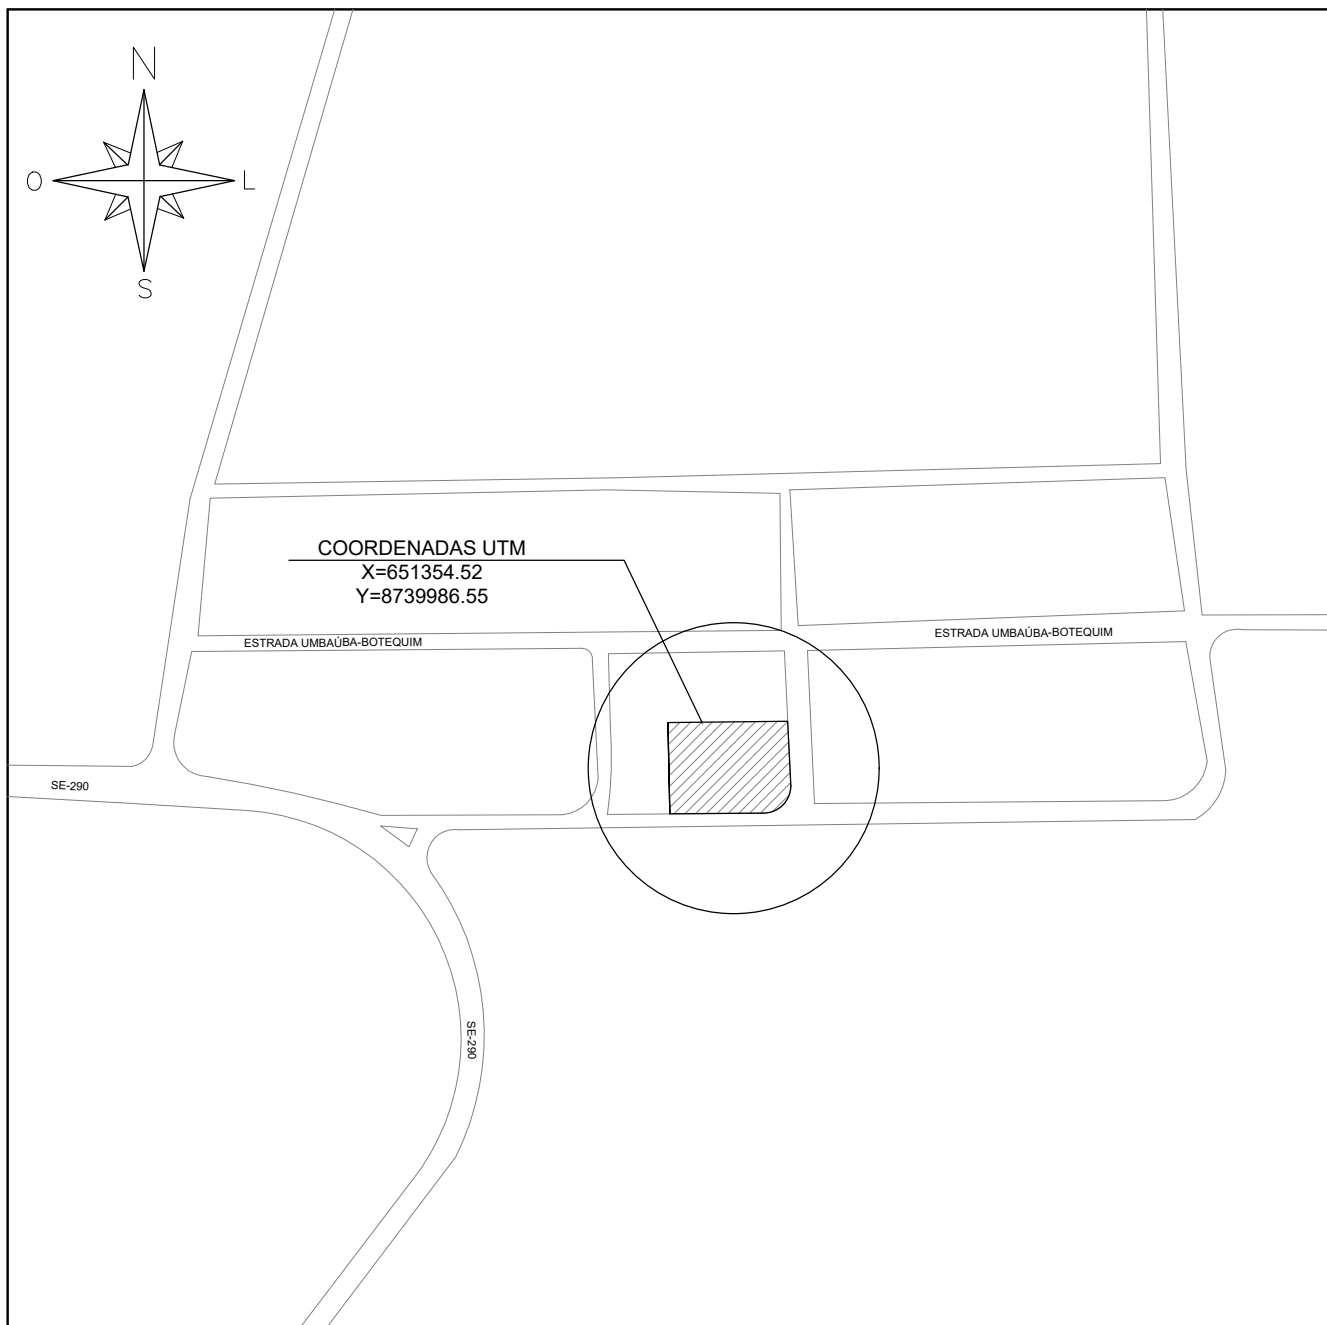 N
O
L
S
COORDENADAS UTM
X=651354.52
Y=8739986.55
ESTRADA UMBAÚBA-BOTEQUIM
ESTRADA UMBAÚBA-BOTEQUIM
SE-290
SE-290